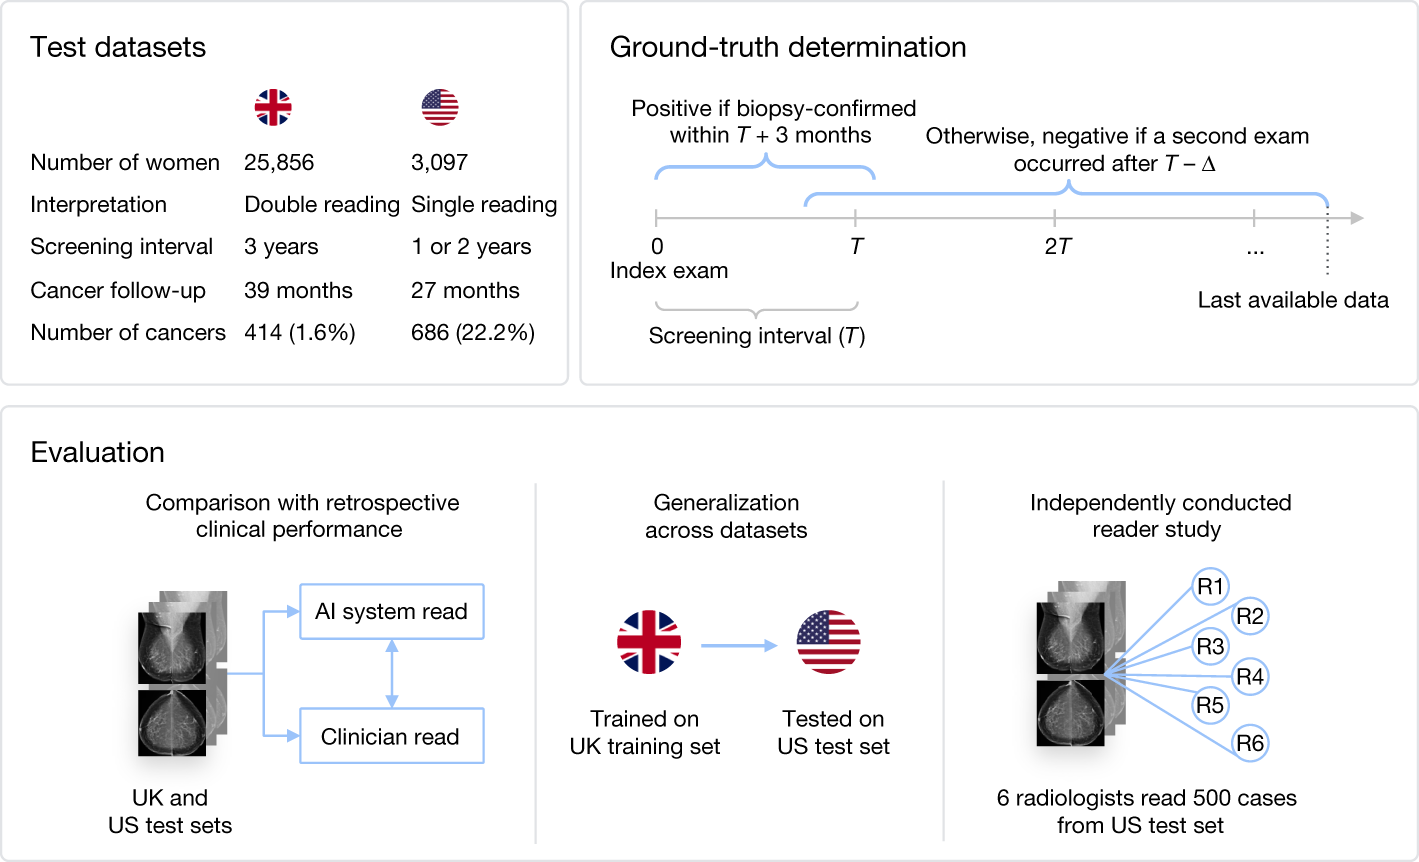 Test datasets
Number of women 25,856 3,097
Interpretation Double reading Single reading
Screening interval 3 years 1 or 2 years
Cancer follow-up 39 months 27 months
Number of cancers 414 (1.6%) 686 (22.2%)
Ground-truth determination
Positive if biopsy-confirmed
within T + 3 months
Otherwise, negative if a second exam
occurred after T – Δ
0 T 2T ...
Index exam
Last available data
Screening interval (T)
Evaluation
Comparison with retrospective
clinical performance
AI system read
Clinician read
UK and
US test sets
Generalization
across datasets
Trained on
UK training set
Tested on
US test set
Independently conducted
reader study
R1
R2
R3
R4
R5
R6
6 radiologists read 500 cases
from US test set